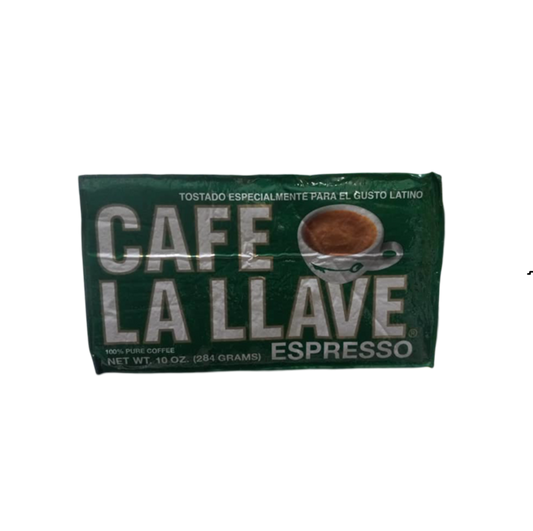 TOSTADO ESPECIALMENTE PARA EL GUSTO LATINO
CAFE
LA LLAVE®
100% PURE COFFEE
NET WT. 10 OZ. (284 GRAMS)
ESPRESSO